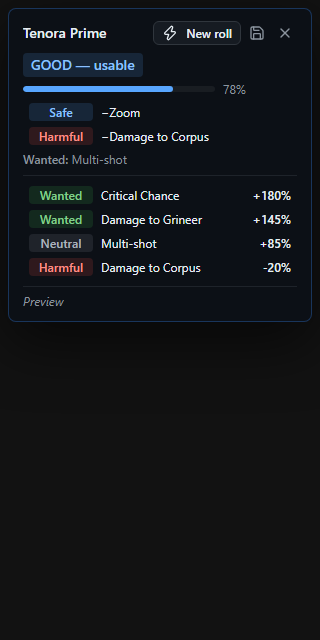 Tenora Prime New roll
GOOD — usable
78%
Safe −Zoom
Harmful −Damage to Corpus
Wanted: Multi-shot
Wanted Critical Chance +180%
Wanted Damage to Grineer +145%
Neutral Multi-shot +85%
Harmful Damage to Corpus -20%
Preview